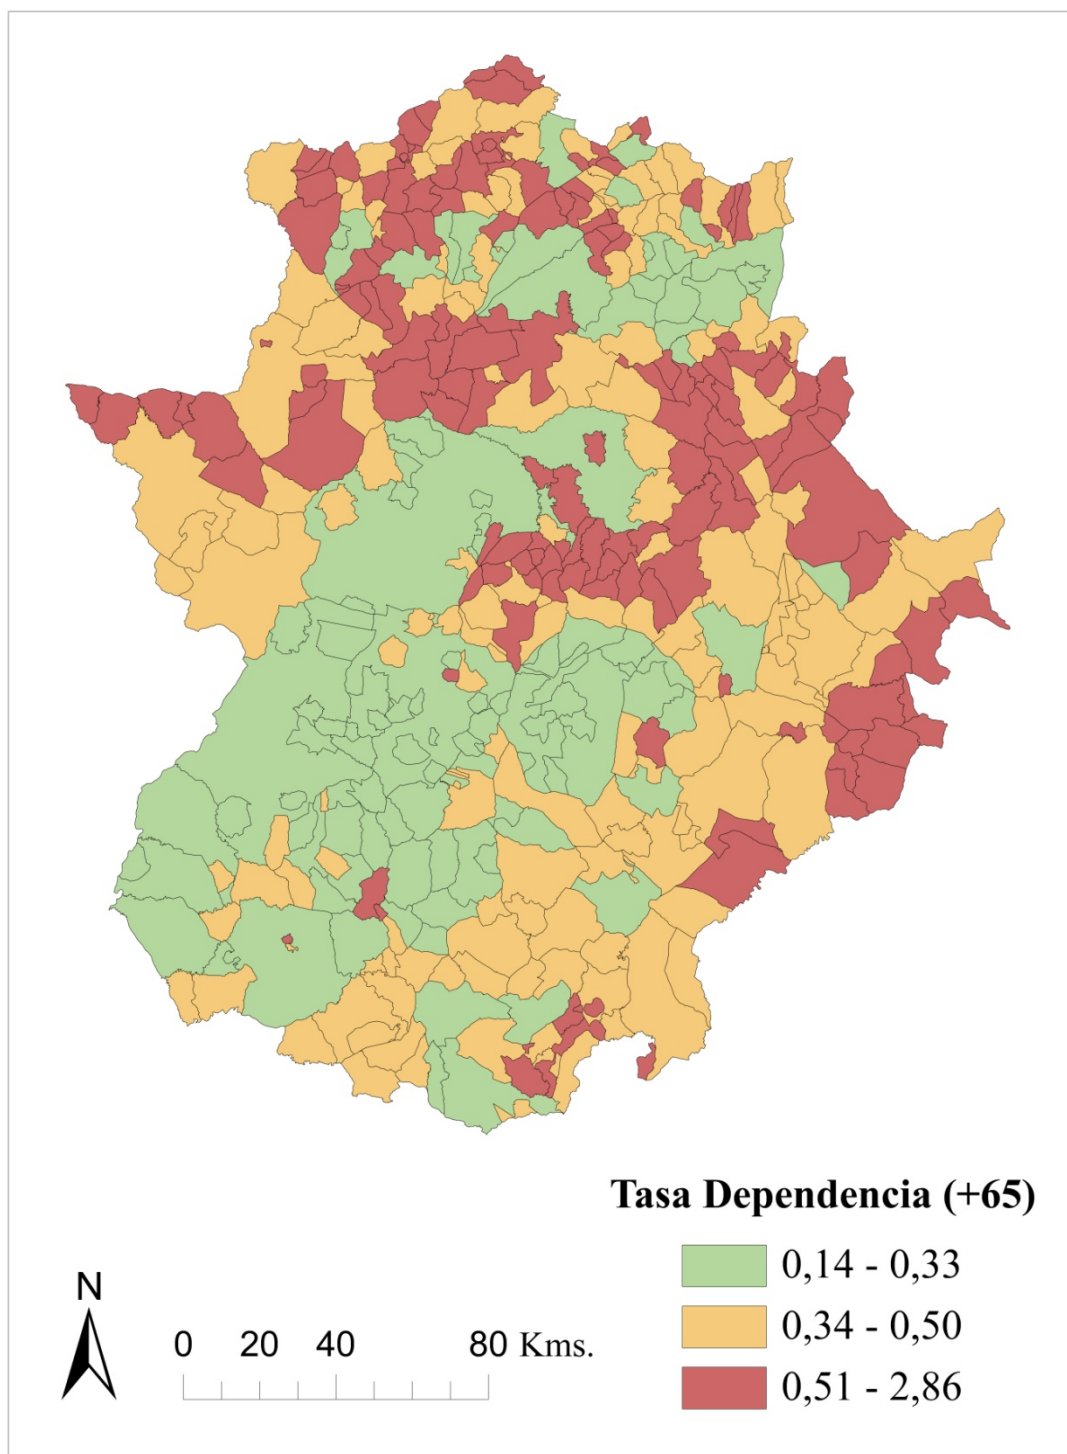 Tasa Dependencia (+65)
0,14 - 0,33
0,34 - 0,50
0,51 - 2,86
N
0 20 40 80 Kms.